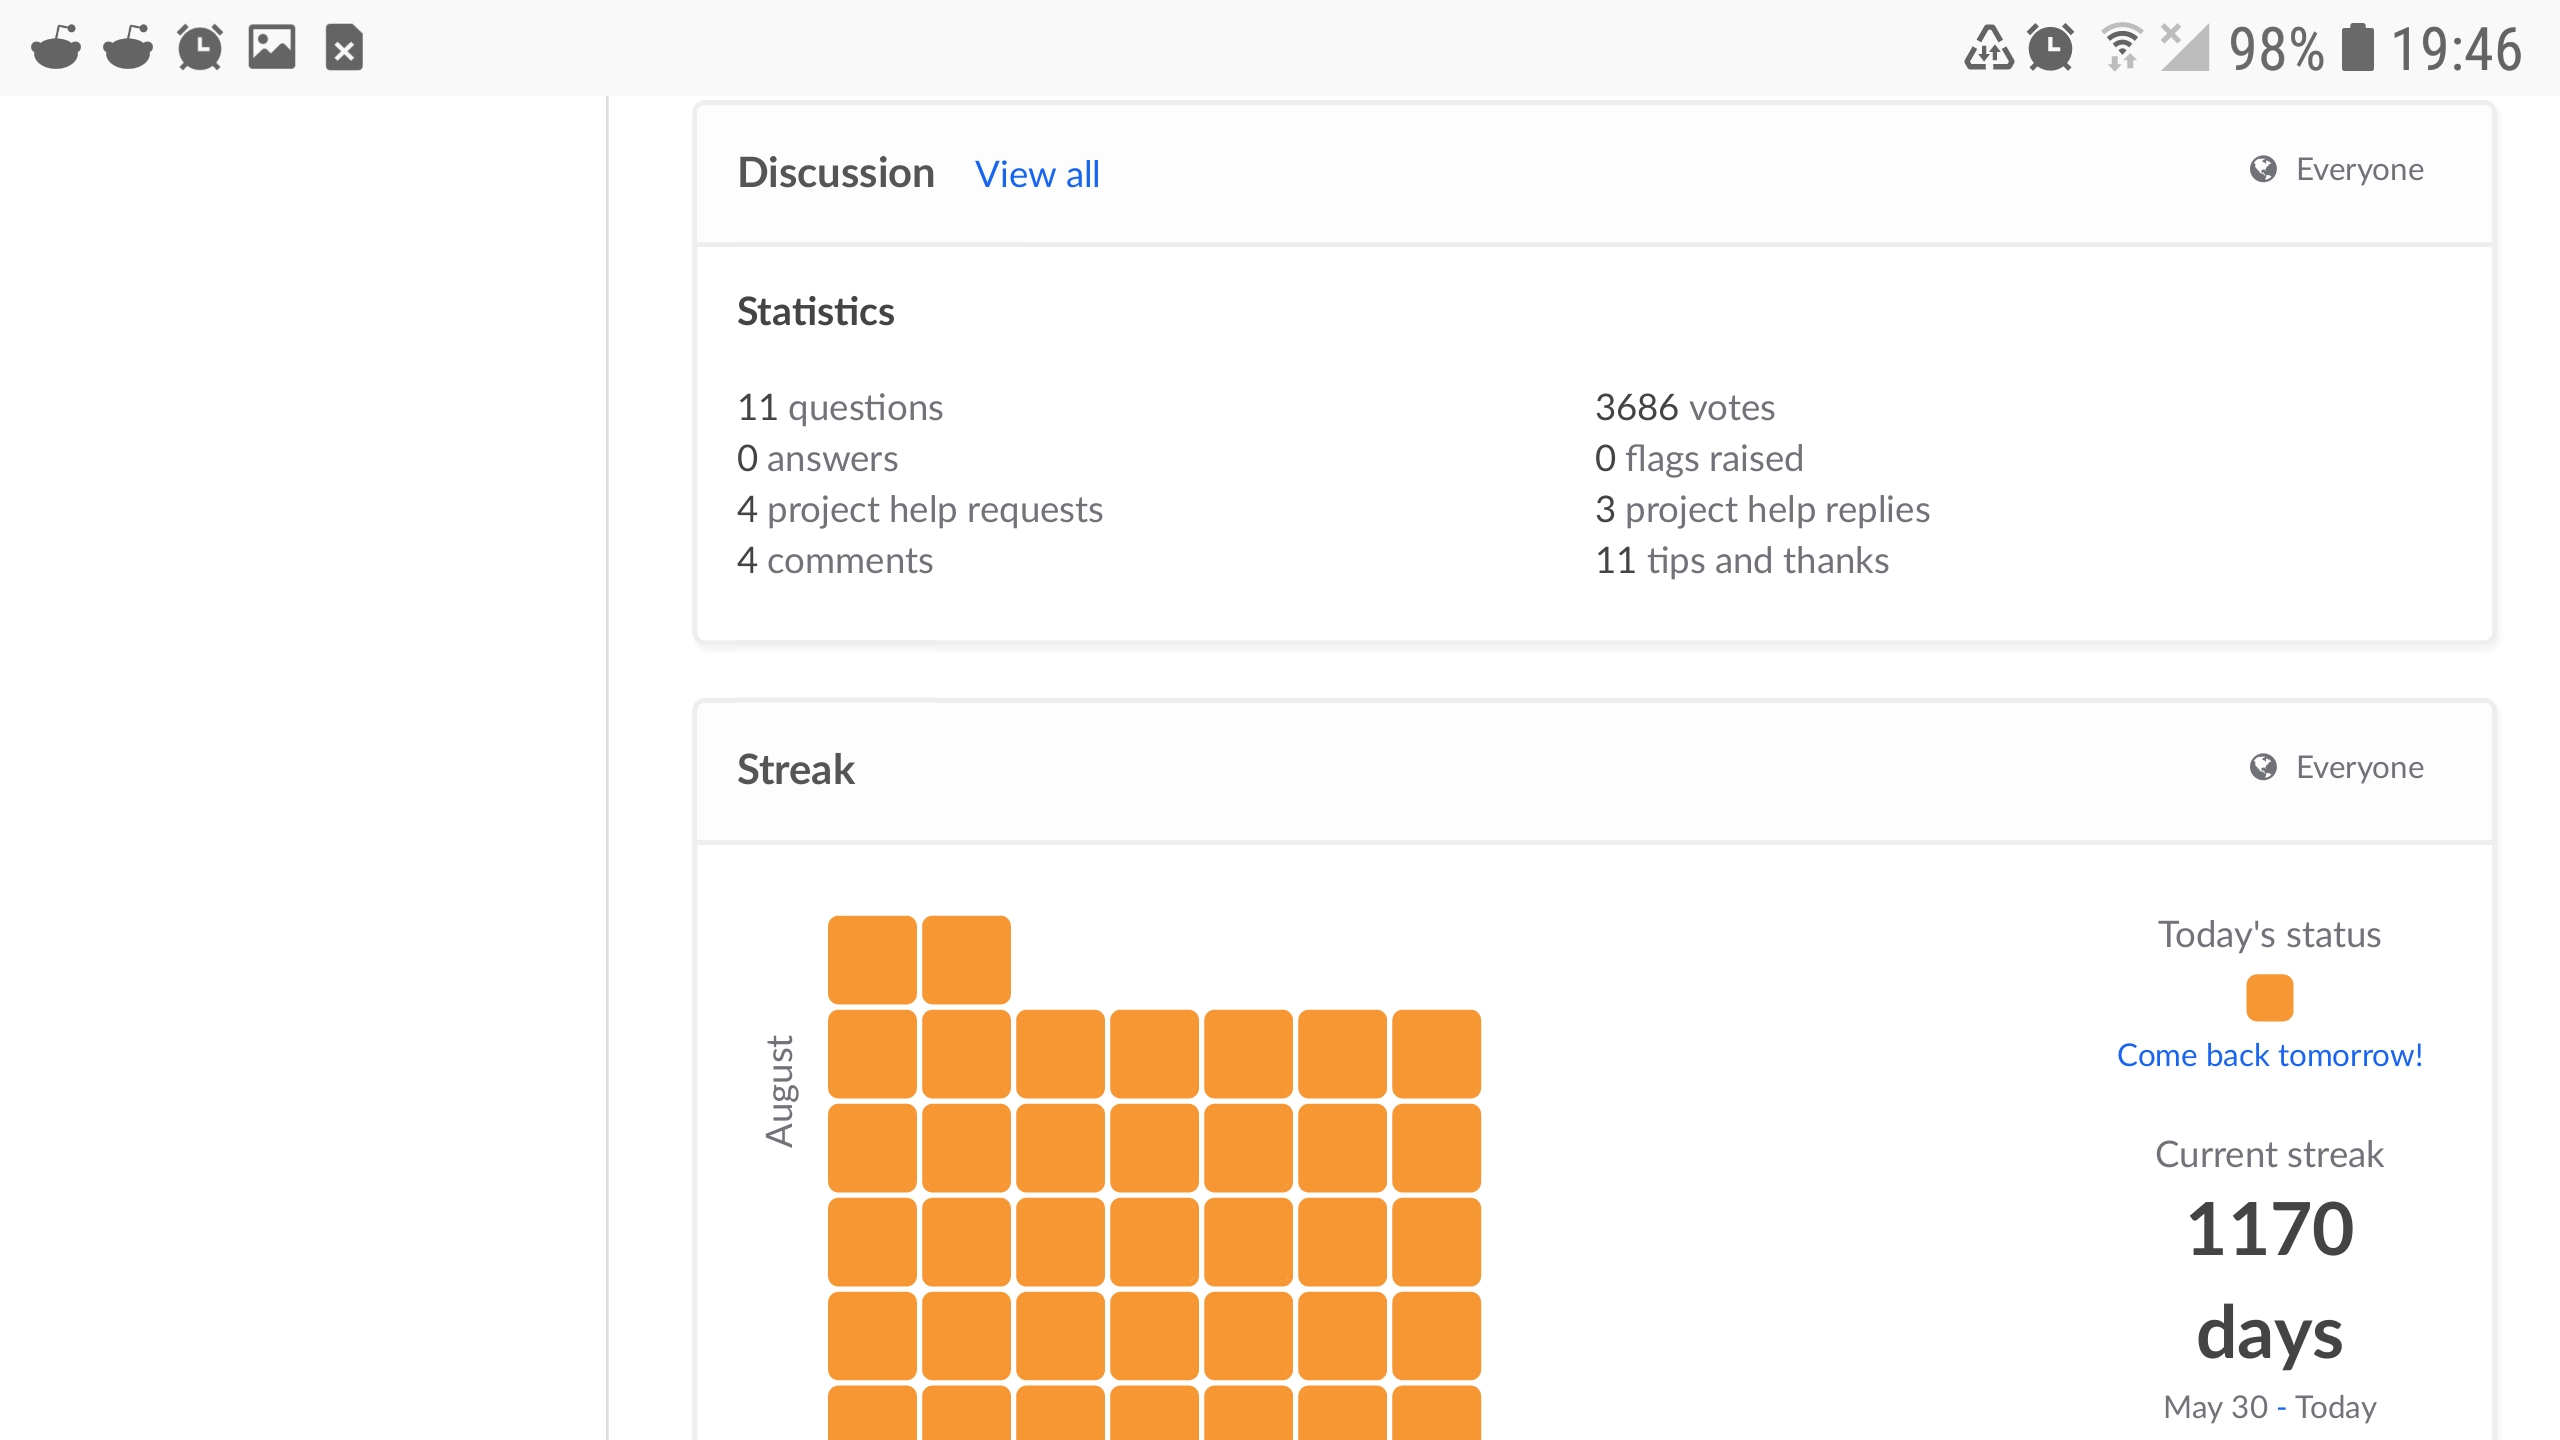 98% 19:46
Discussion View all Everyone
Statistics
11 questions
0 answers
4 project help requests
4 comments
3686 votes
0 flags raised
3 project help replies
11 tips and thanks
Streak Everyone
August
Today's status
Come back tomorrow!
Current streak
1170
days
May 30 - Today